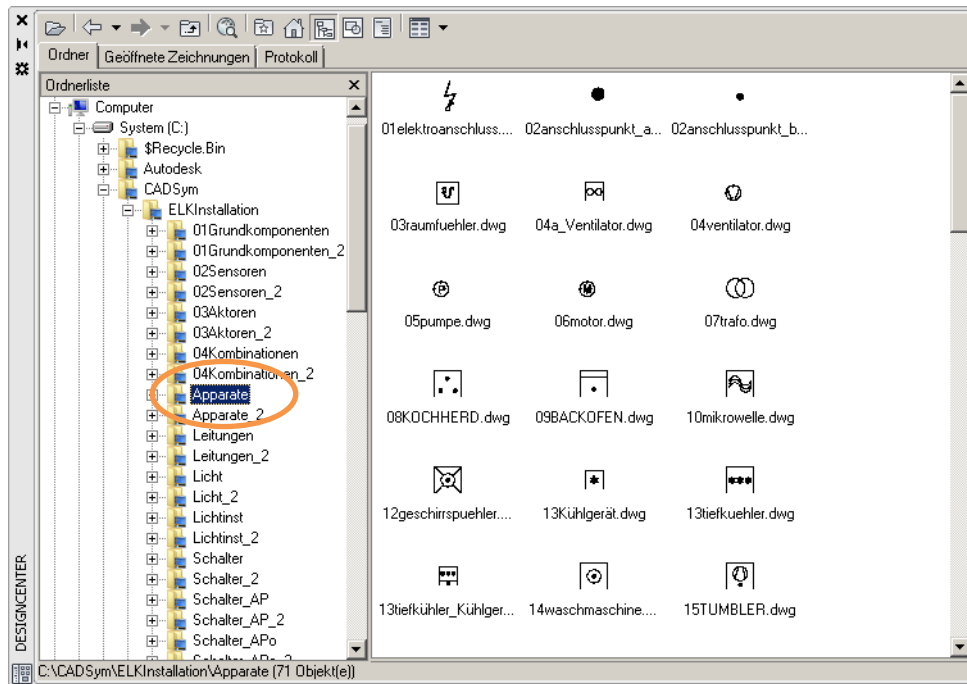 Ordner Geöffnete Zeichnungen Protokoll
Ordnerliste
Computer
System (C:)
$Recycle.Bin
Autodesk
CADSym
ELKInstallation
01Grundkomponenten
01Grundkomponenten_2
02Sensoren
02Sensoren_2
03Aktoren
03Aktoren_2
04Kombinationen
04Kombinationen_2
Apparate
Apparate_2
Leitungen
Leitungen_2
Licht
Licht_2
Lichtinst
Lichtinst_2
Schalter
Schalter_2
Schalter_AP
Schalter_AP_2
Schalter_APo
01elektroanschluss.... 02anschlusspunkt_a... 02anschlusspunkt_b...
03raumfuehler.dwg 04a_Ventilator.dwg 04ventilator.dwg
P M
05pumpe.dwg 06motor.dwg 07trafo.dwg
08KOCHHERD.dwg 09BACKOFEN.dwg 10mikrowelle.dwg
12geschirrspuehler.... 13Kühlgerät.dwg 13tiefkuehler.dwg
13tiefkühler_Kühlger... 14waschmaschine.... 15TUMBLER.dwg
DESIGNCENTER
C:\CADSym\ELKInstallation\Apparate (71 Objekt(e))